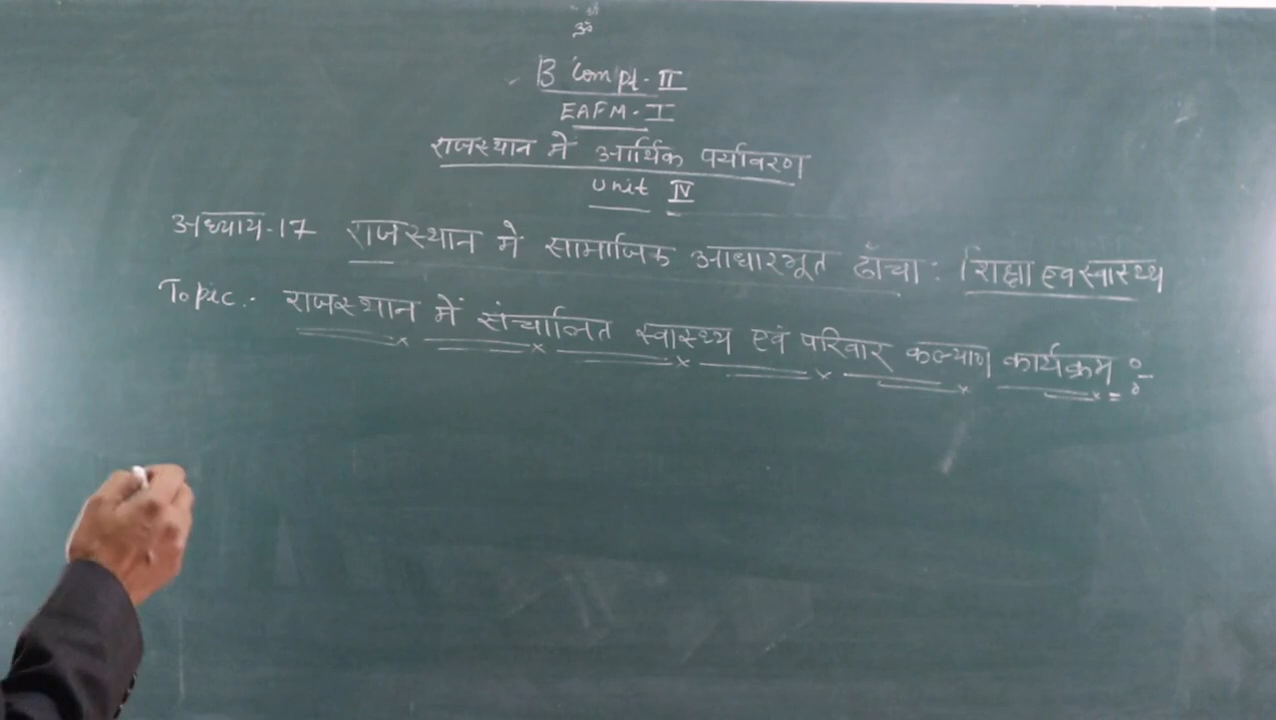 ॐ
B Com pt-II
EAFM-I
राजस्थान में आर्थिक पर्यावरण
Unit IV
अध्याय-17 राजस्थान मे सामाजिक आधारभूत ढाँचा: शिक्षा एवं स्वास्थ्य
Topic:- राजस्थान में संचालित स्वास्थ्य एवं परिवार कल्याण कार्यक्रम :-